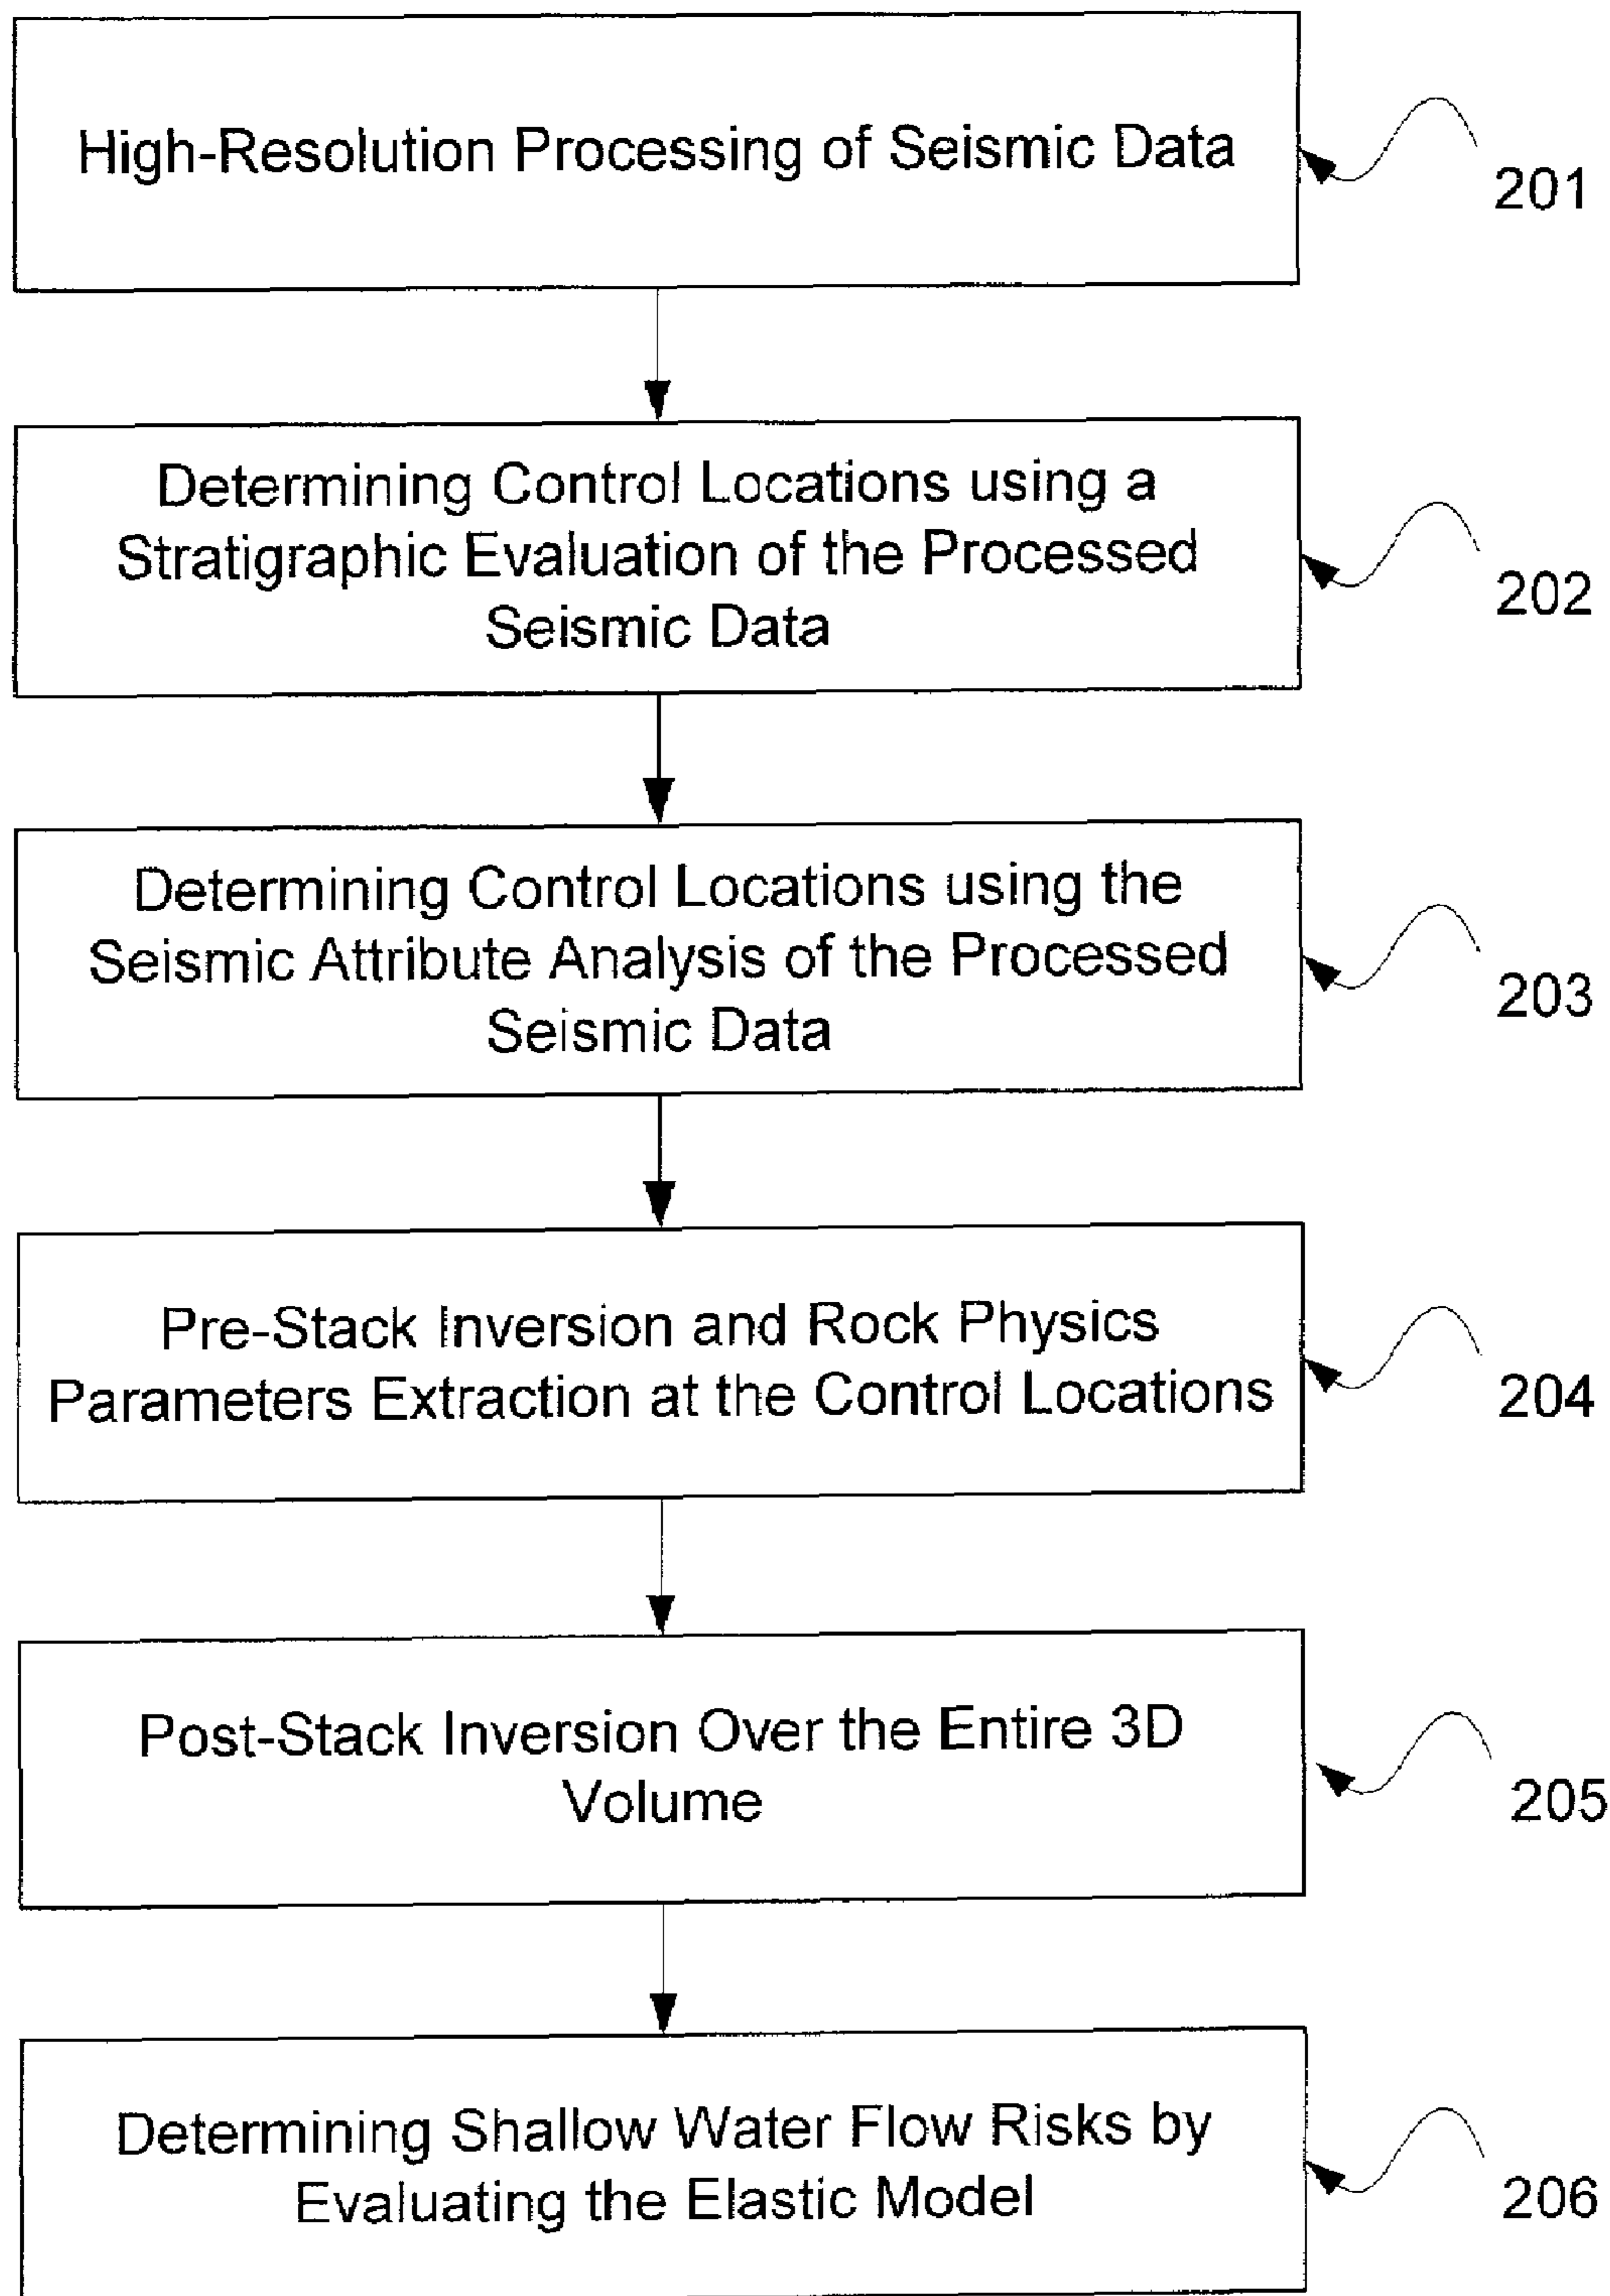 High-Resolution Processing of Seismic Data
201
Determining Control Locations using a
Stratigraphic Evaluation of the Processed
Seismic Data
202
Determining Control Locations using the
Seismic Attribute Analysis of the Processed
Seismic Data
203
Pre-Stack Inversion and Rock Physics
Parameters Extraction at the Control Locations
204
Post-Stack Inversion Over the Entire 3D
Volume
205
Determining Shallow Water Flow Risks by
Evaluating the Elastic Model
206